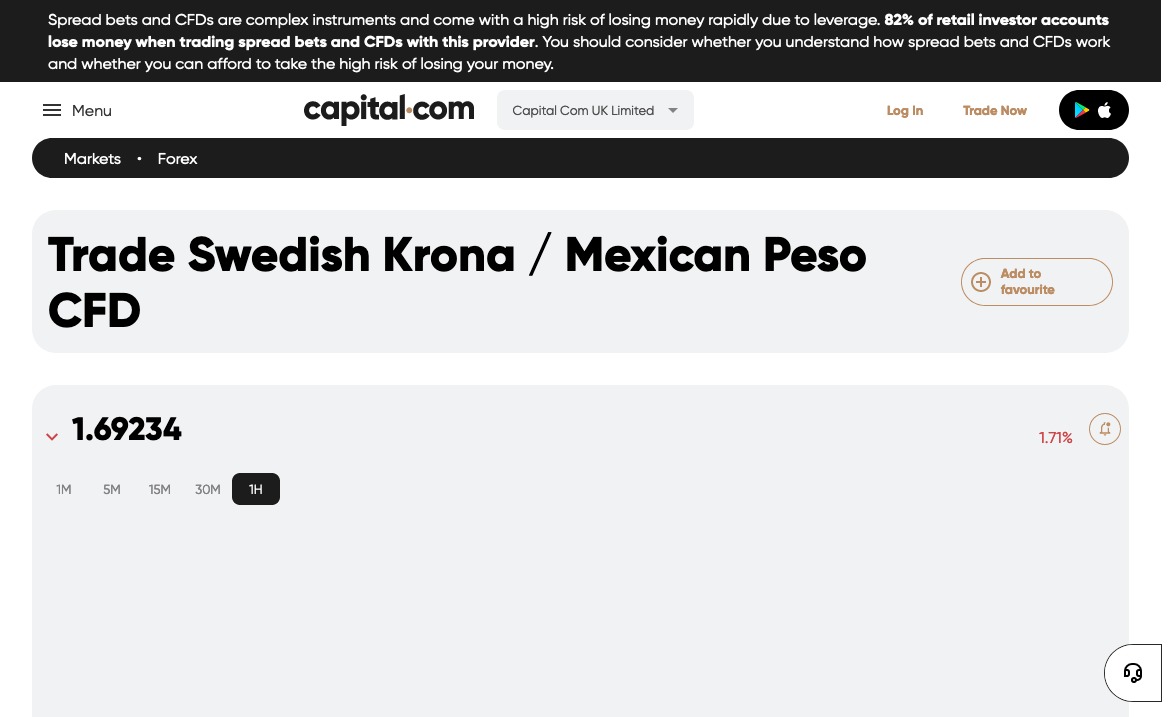 Spread bets and CFDs are complex instruments and come with a high risk of losing money rapidly due to leverage. 82% of retail investor accounts
lose money when trading spread bets and CFDs with this provider. You should consider whether you understand how spread bets and CFDs work
and whether you can afford to take the high risk of losing your money.
Menu
capital.com
Capital Com UK Limited
Log In
Trade Now
Markets • Forex
Trade Swedish Krona / Mexican Peso
CFD
Add to
favourite
1.69234
1.71%
1M 5M 15M 30M 1H